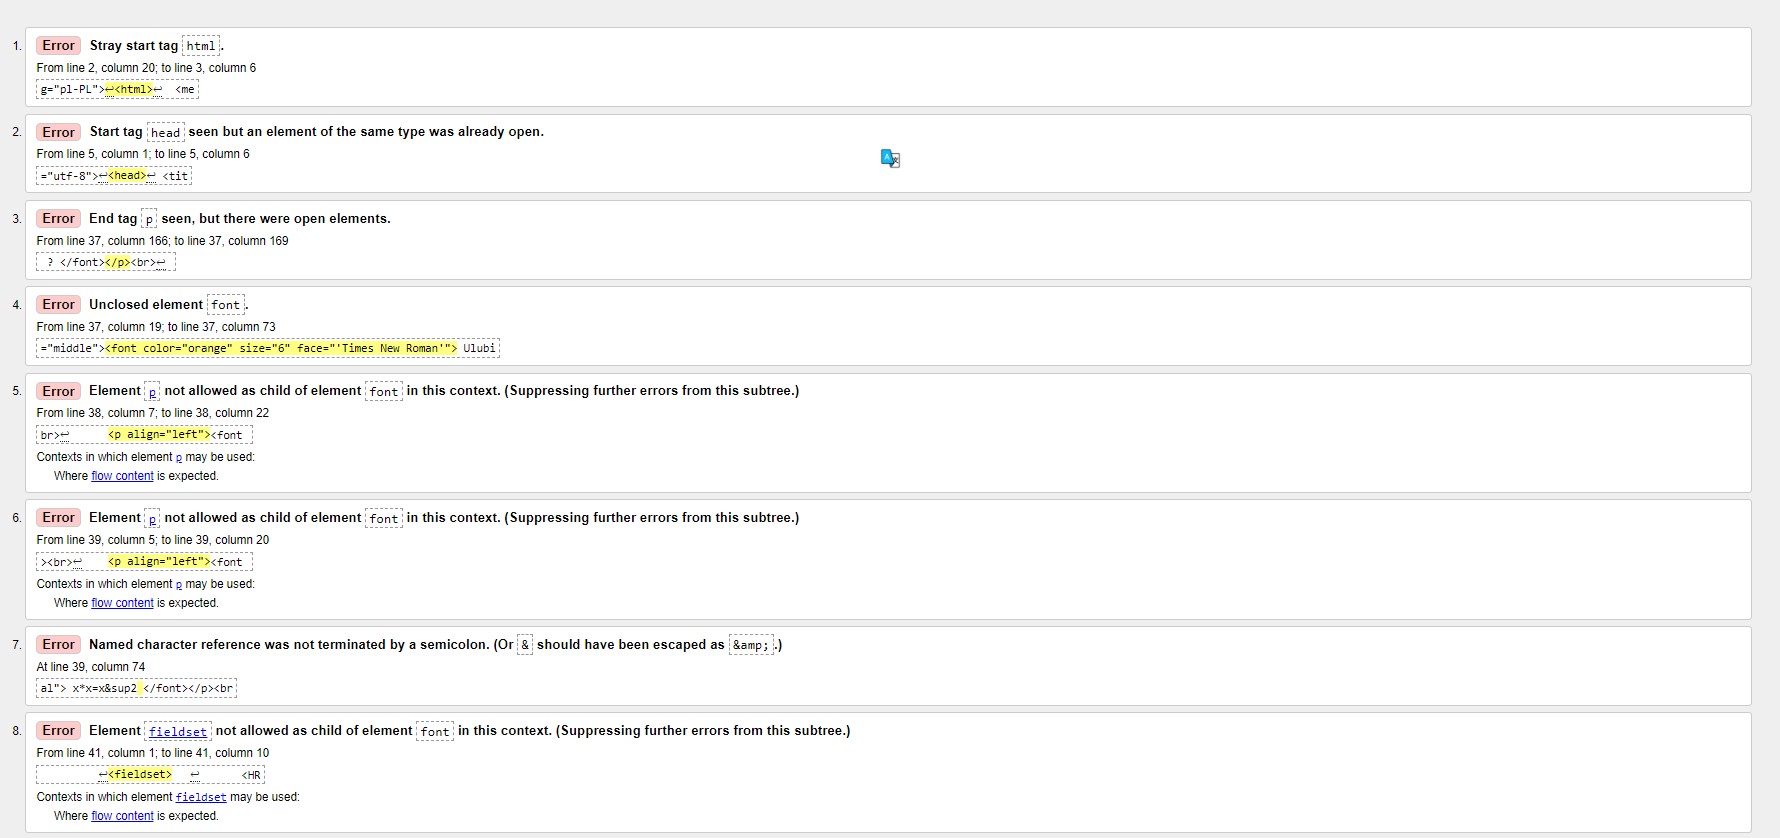 1. Error Stray start tag html.
From line 2, column 20; to line 3, column 6
g="pl-PL">↩<html>↩  <me
2. Error Start tag head seen but an element of the same type was already open.
From line 5, column 1; to line 5, column 6
="utf-8">↩<head>↩ <tit
3. Error End tag p seen, but there were open elements.
From line 37, column 166; to line 37, column 169
? </font></p><br>↩
4. Error Unclosed element font.
From line 37, column 19; to line 37, column 73
="middle"><font color="orange" size="6" face="'Times New Roman'"> Ulubi
5. Error Element p not allowed as child of element font in this context. (Suppressing further errors from this subtree.)
From line 38, column 7; to line 38, column 22
br>↩      <p align="left"><font
Contexts in which element p may be used:
Where flow content is expected.
6. Error Element p not allowed as child of element font in this context. (Suppressing further errors from this subtree.)
From line 39, column 5; to line 39, column 20
><br>↩    <p align="left"><font
Contexts in which element p may be used:
Where flow content is expected.
7. Error Named character reference was not terminated by a semicolon. (Or & should have been escaped as &amp;.)
At line 39, column 74
al"> x*x=x&sup2 </font></p><br
8. Error Element fieldset not allowed as child of element font in this context. (Suppressing further errors from this subtree.)
From line 41, column 1; to line 41, column 10
↩<fieldset>   ↩       <HR
Contexts in which element fieldset may be used:
Where flow content is expected.